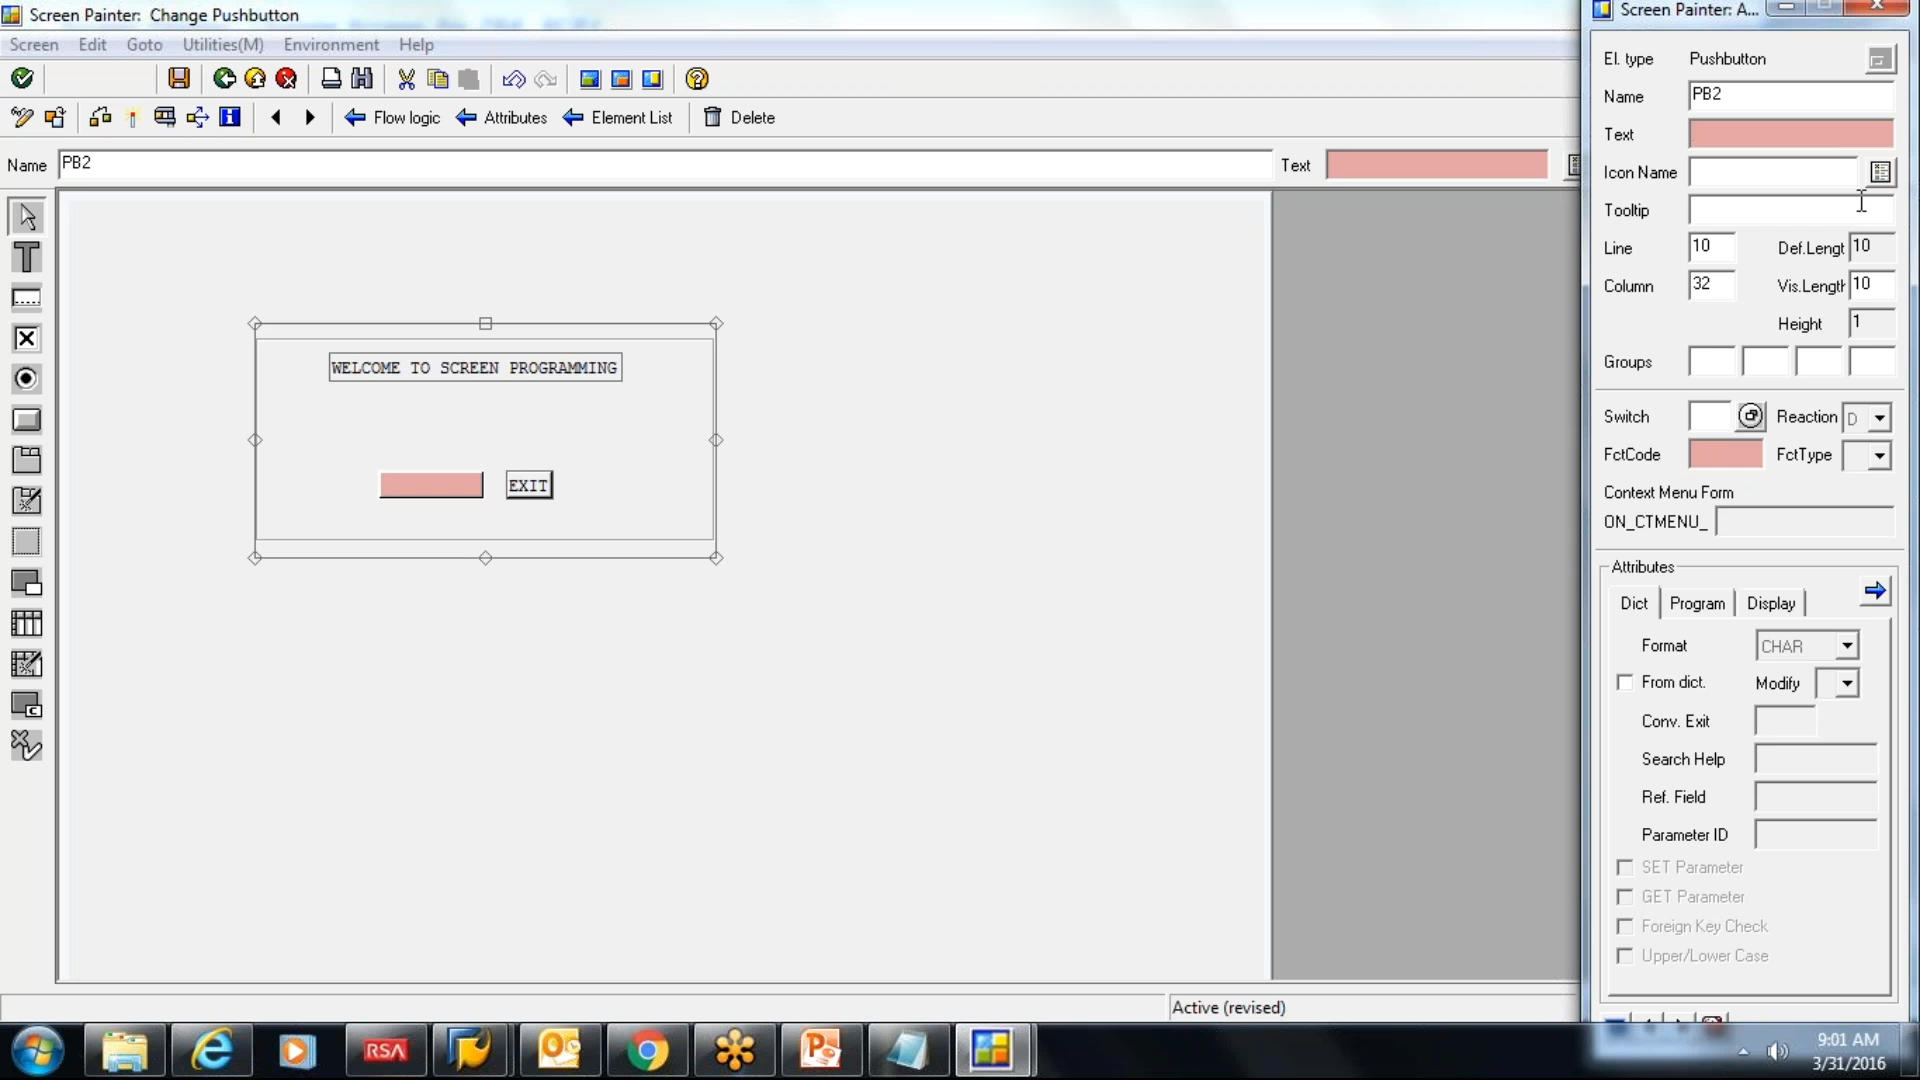 Screen Painter: Change Pushbutton
Screen Painter: A...
Screen Edit Goto Utilities(M) Environment Help
Flow logic Attributes Element List Delete
Name PB2 Text
WELCOME TO SCREEN PROGRAMMING
EXIT
El. type Pushbutton
Name PB2
Text
Icon Name
Tooltip
Line 10 Def.Lengt 10
Column 32 Vis.Length 10
Height 1
Groups
Switch Reaction D
FctCode FctType
Context Menu Form
ON_CTMENU_
Attributes
Dict Program Display
Format CHAR
From dict. Modify
Conv. Exit
Search Help
Ref. Field
Parameter ID
SET Parameter
GET Parameter
Foreign Key Check
Upper/Lower Case
Active (revised)
RSA
9:01 AM
3/31/2016